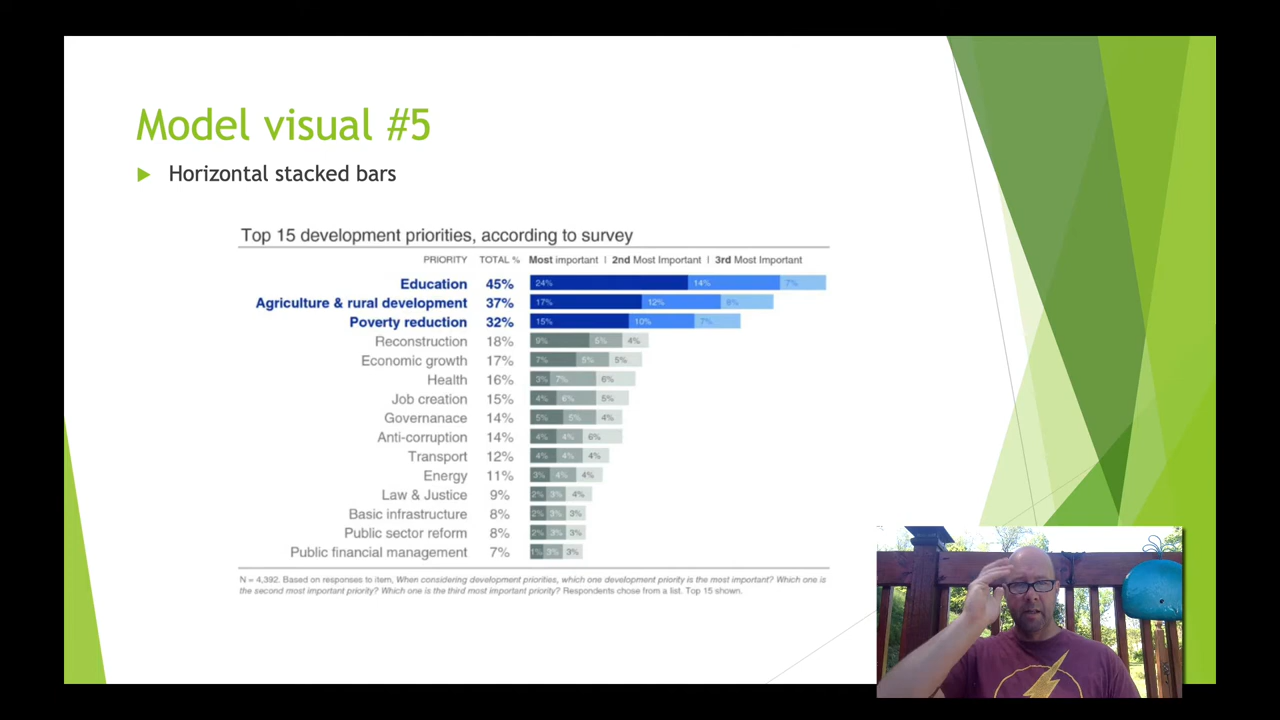 Model visual #5
Horizontal stacked bars
Top 15 development priorities, according to survey
PRIORITY TOTAL % Most important | 2nd Most Important | 3rd Most Important
Education 45% 24% 14% 7%
Agriculture & rural development 37% 17% 12% 8%
Poverty reduction 32% 15% 10% 7%
Reconstruction 18% 9% 5% 4%
Economic growth 17% 7% 5% 5%
Health 16% 3% 7% 6%
Job creation 15% 4% 6% 5%
Governanace 14% 5% 5% 4%
Anti-corruption 14% 4% 4% 6%
Transport 12% 4% 4% 4%
Energy 11% 3% 4% 4%
Law & Justice 9% 2% 3% 4%
Basic infrastructure 8% 2% 3% 3%
Public sector reform 8% 2% 3% 3%
Public financial management 7% 1% 3% 3%
N = 4,392. Based on responses to item, When considering development priorities, which one development priority is the most important? Which one is
the second most important priority? Which one is the third most important priority? Respondents chose from a list. Top 15 shown.